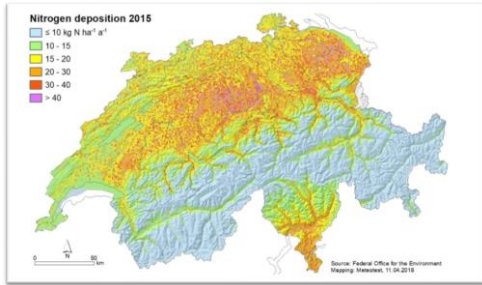 Nitrogen deposition 2015
≤ 10 kg N ha⁻¹ a⁻¹
10 - 15
15 - 20
20 - 30
30 - 40
> 40
N
0
50
km
Source: Federal Office for the Environment
Mapping: Meteotest, 11.04.2018